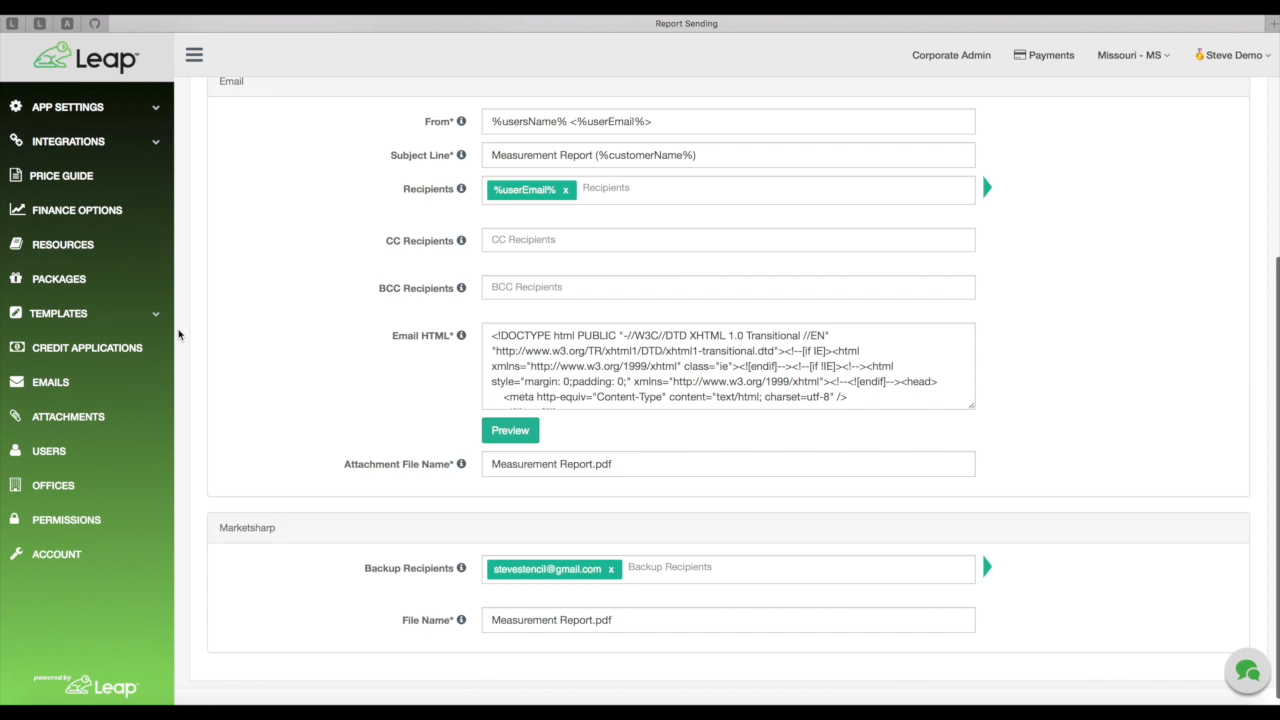 L
L
A
Report Sending
Leap™
Corporate Admin
Payments
Missouri - MS
Steve Demo
APP SETTINGS
INTEGRATIONS
PRICE GUIDE
FINANCE OPTIONS
RESOURCES
PACKAGES
TEMPLATES
CREDIT APPLICATIONS
EMAILS
ATTACHMENTS
USERS
OFFICES
PERMISSIONS
ACCOUNT
powered by
Leap™
Email
From*
%usersName% <%userEmail%>
Subject Line*
Measurement Report (%customerName%)
Recipients
%userEmail% x
Recipients
CC Recipients
CC Recipients
BCC Recipients
BCC Recipients
Email HTML*
<!DOCTYPE html PUBLIC "-//W3C//DTD XHTML 1.0 Transitional //EN"
"http://www.w3.org/TR/xhtml1/DTD/xhtml1-transitional.dtd"><!--[if IE]><html
xmlns="http://www.w3.org/1999/xhtml" class="ie"><![endif]--><!--[if !IE]><!--><html
style="margin: 0;padding: 0;" xmlns="http://www.w3.org/1999/xhtml"><!--<![endif]--><head>
<meta http-equiv="Content-Type" content="text/html; charset=utf-8" />
Preview
Attachment File Name*
Measurement Report.pdf
Marketsharp
Backup Recipients
stevestencil@gmail.com x
Backup Recipients
File Name*
Measurement Report.pdf